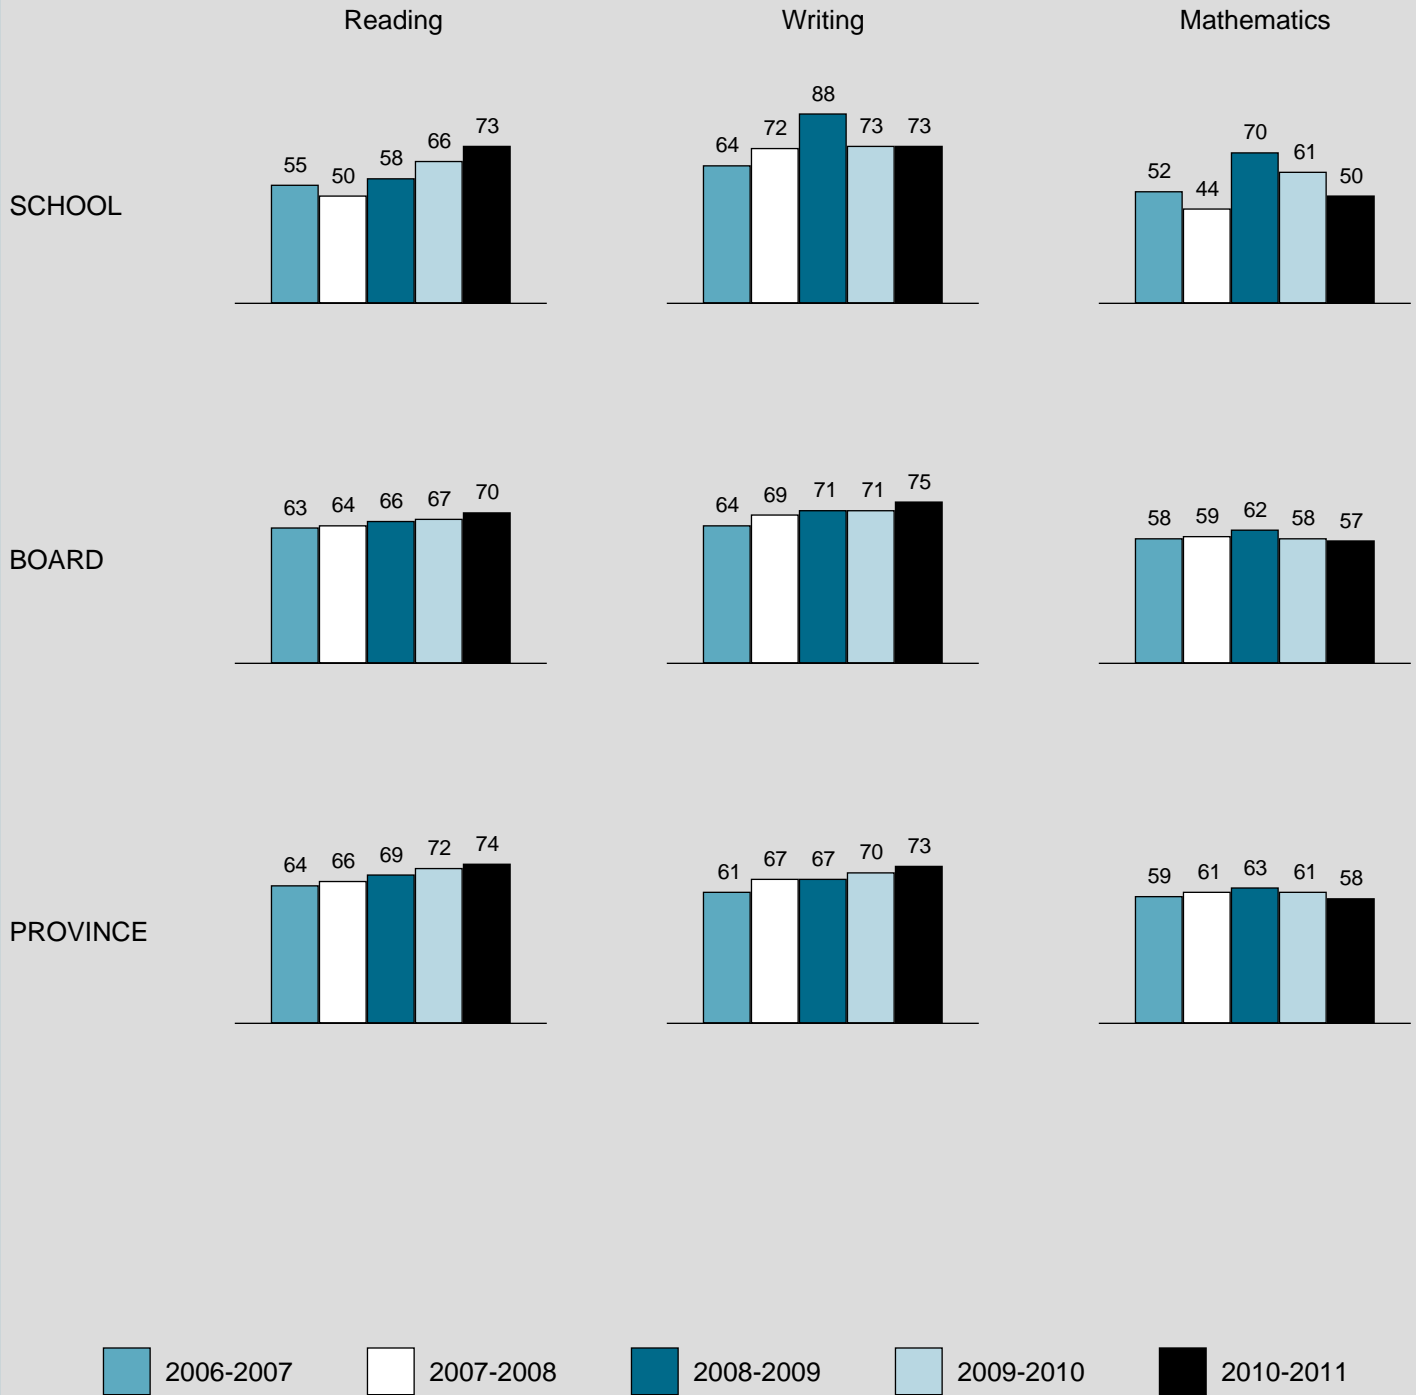 Reading Writing Mathematics
SCHOOL
55 50 58 66 73
64 72 88 73 73
52 44 70 61 50
BOARD
63 64 66 67 70
64 69 71 71 75
58 59 62 58 57
PROVINCE
64 66 69 72 74
61 67 67 70 73
59 61 63 61 58
2006-2007 2007-2008 2008-2009 2009-2010 2010-2011